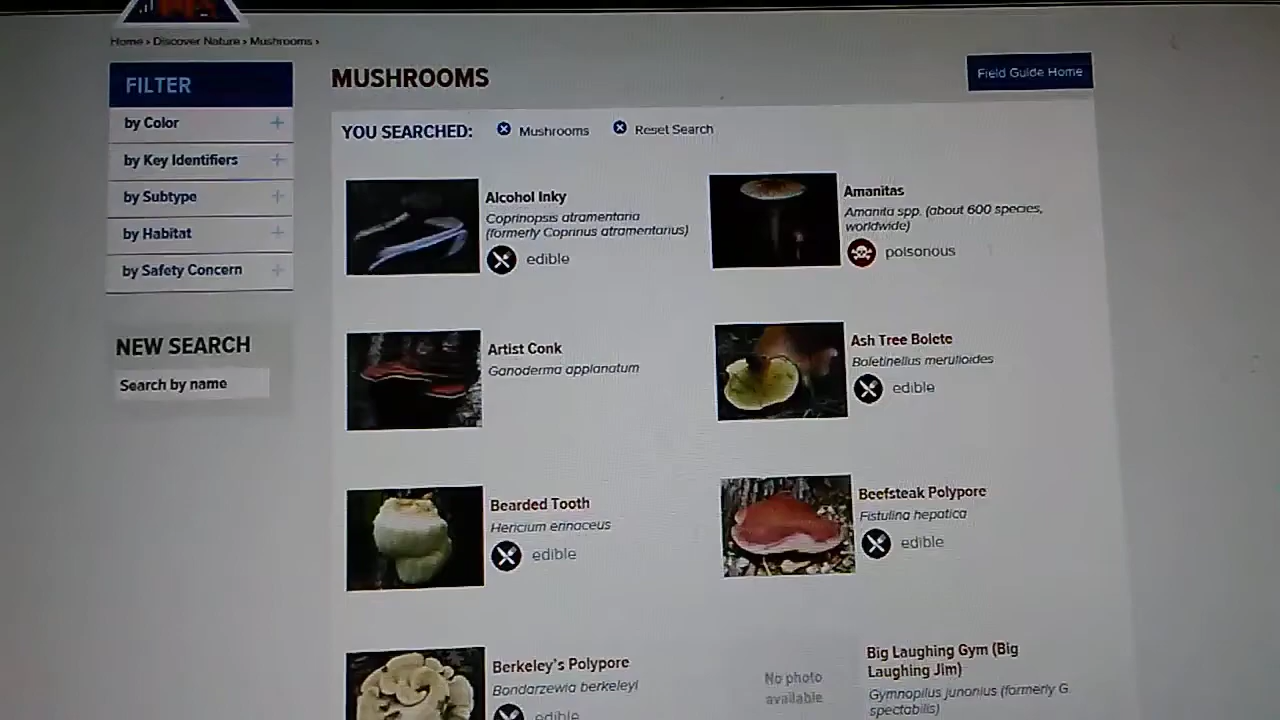 Home › Discover Nature › Mushrooms ›
FILTER
by Color
by Key Identifiers
by Subtype
by Habitat
by Safety Concern
NEW SEARCH
Search by name
MUSHROOMS
Field Guide Home
YOU SEARCHED: Mushrooms Reset Search
Alcohol Inky
Coprinopsis atramentaria
(formerly Coprinus atramentarius)
edible
Amanitas
Amanita spp. (about 600 species,
worldwide)
poisonous
Artist Conk
Ganoderma applanatum
Ash Tree Bolete
Boletinellus merulioides
edible
Bearded Tooth
Hericium erinaceus
edible
Beefsteak Polypore
Fistulina hepatica
edible
Berkeley's Polypore
Bondarzewia berkeleyi
edible
No photo
available
Big Laughing Gym (Big
Laughing Jim)
Gymnopilus junonius (formerly G.
spectabilis)